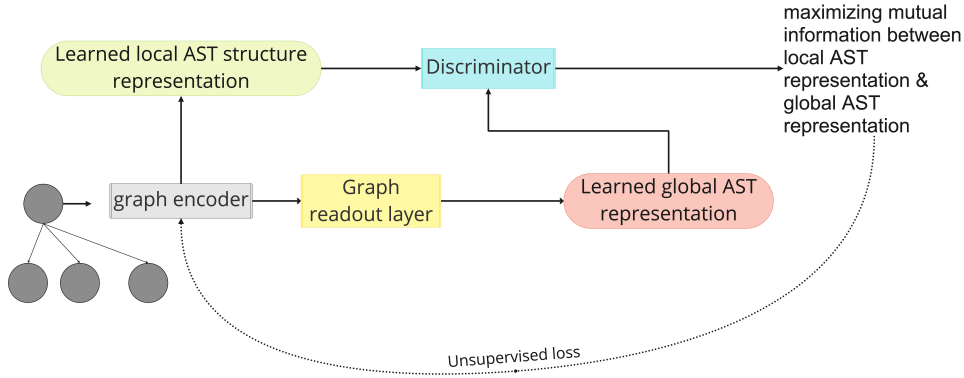 Learned local AST structure
representation
Discriminator
maximizing mutual
information between
local AST
representation &
global AST
representation
graph encoder
Graph
readout layer
Learned global AST
representation
Unsupervised loss